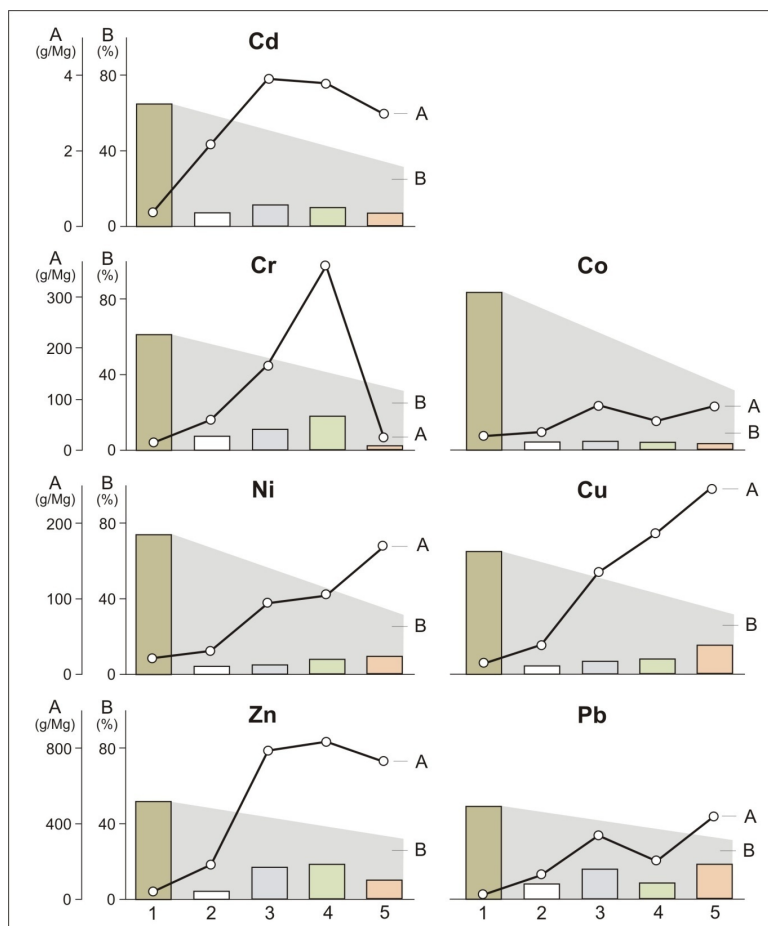 A B Cd
(g/Mg) (%)
4 80
A
2 40
B
0 0
A B Cr Co
(g/Mg) (%)
300 80
200
40
100 B A
A B
0 0
A B Ni Cu
(g/Mg) (%) A
200 80
A
100 40
B B
0 0
A B Zn Pb
(g/Mg) (%)
800 80
A
400 40 A
B B
0 0
1 2 3 4 5 1 2 3 4 5